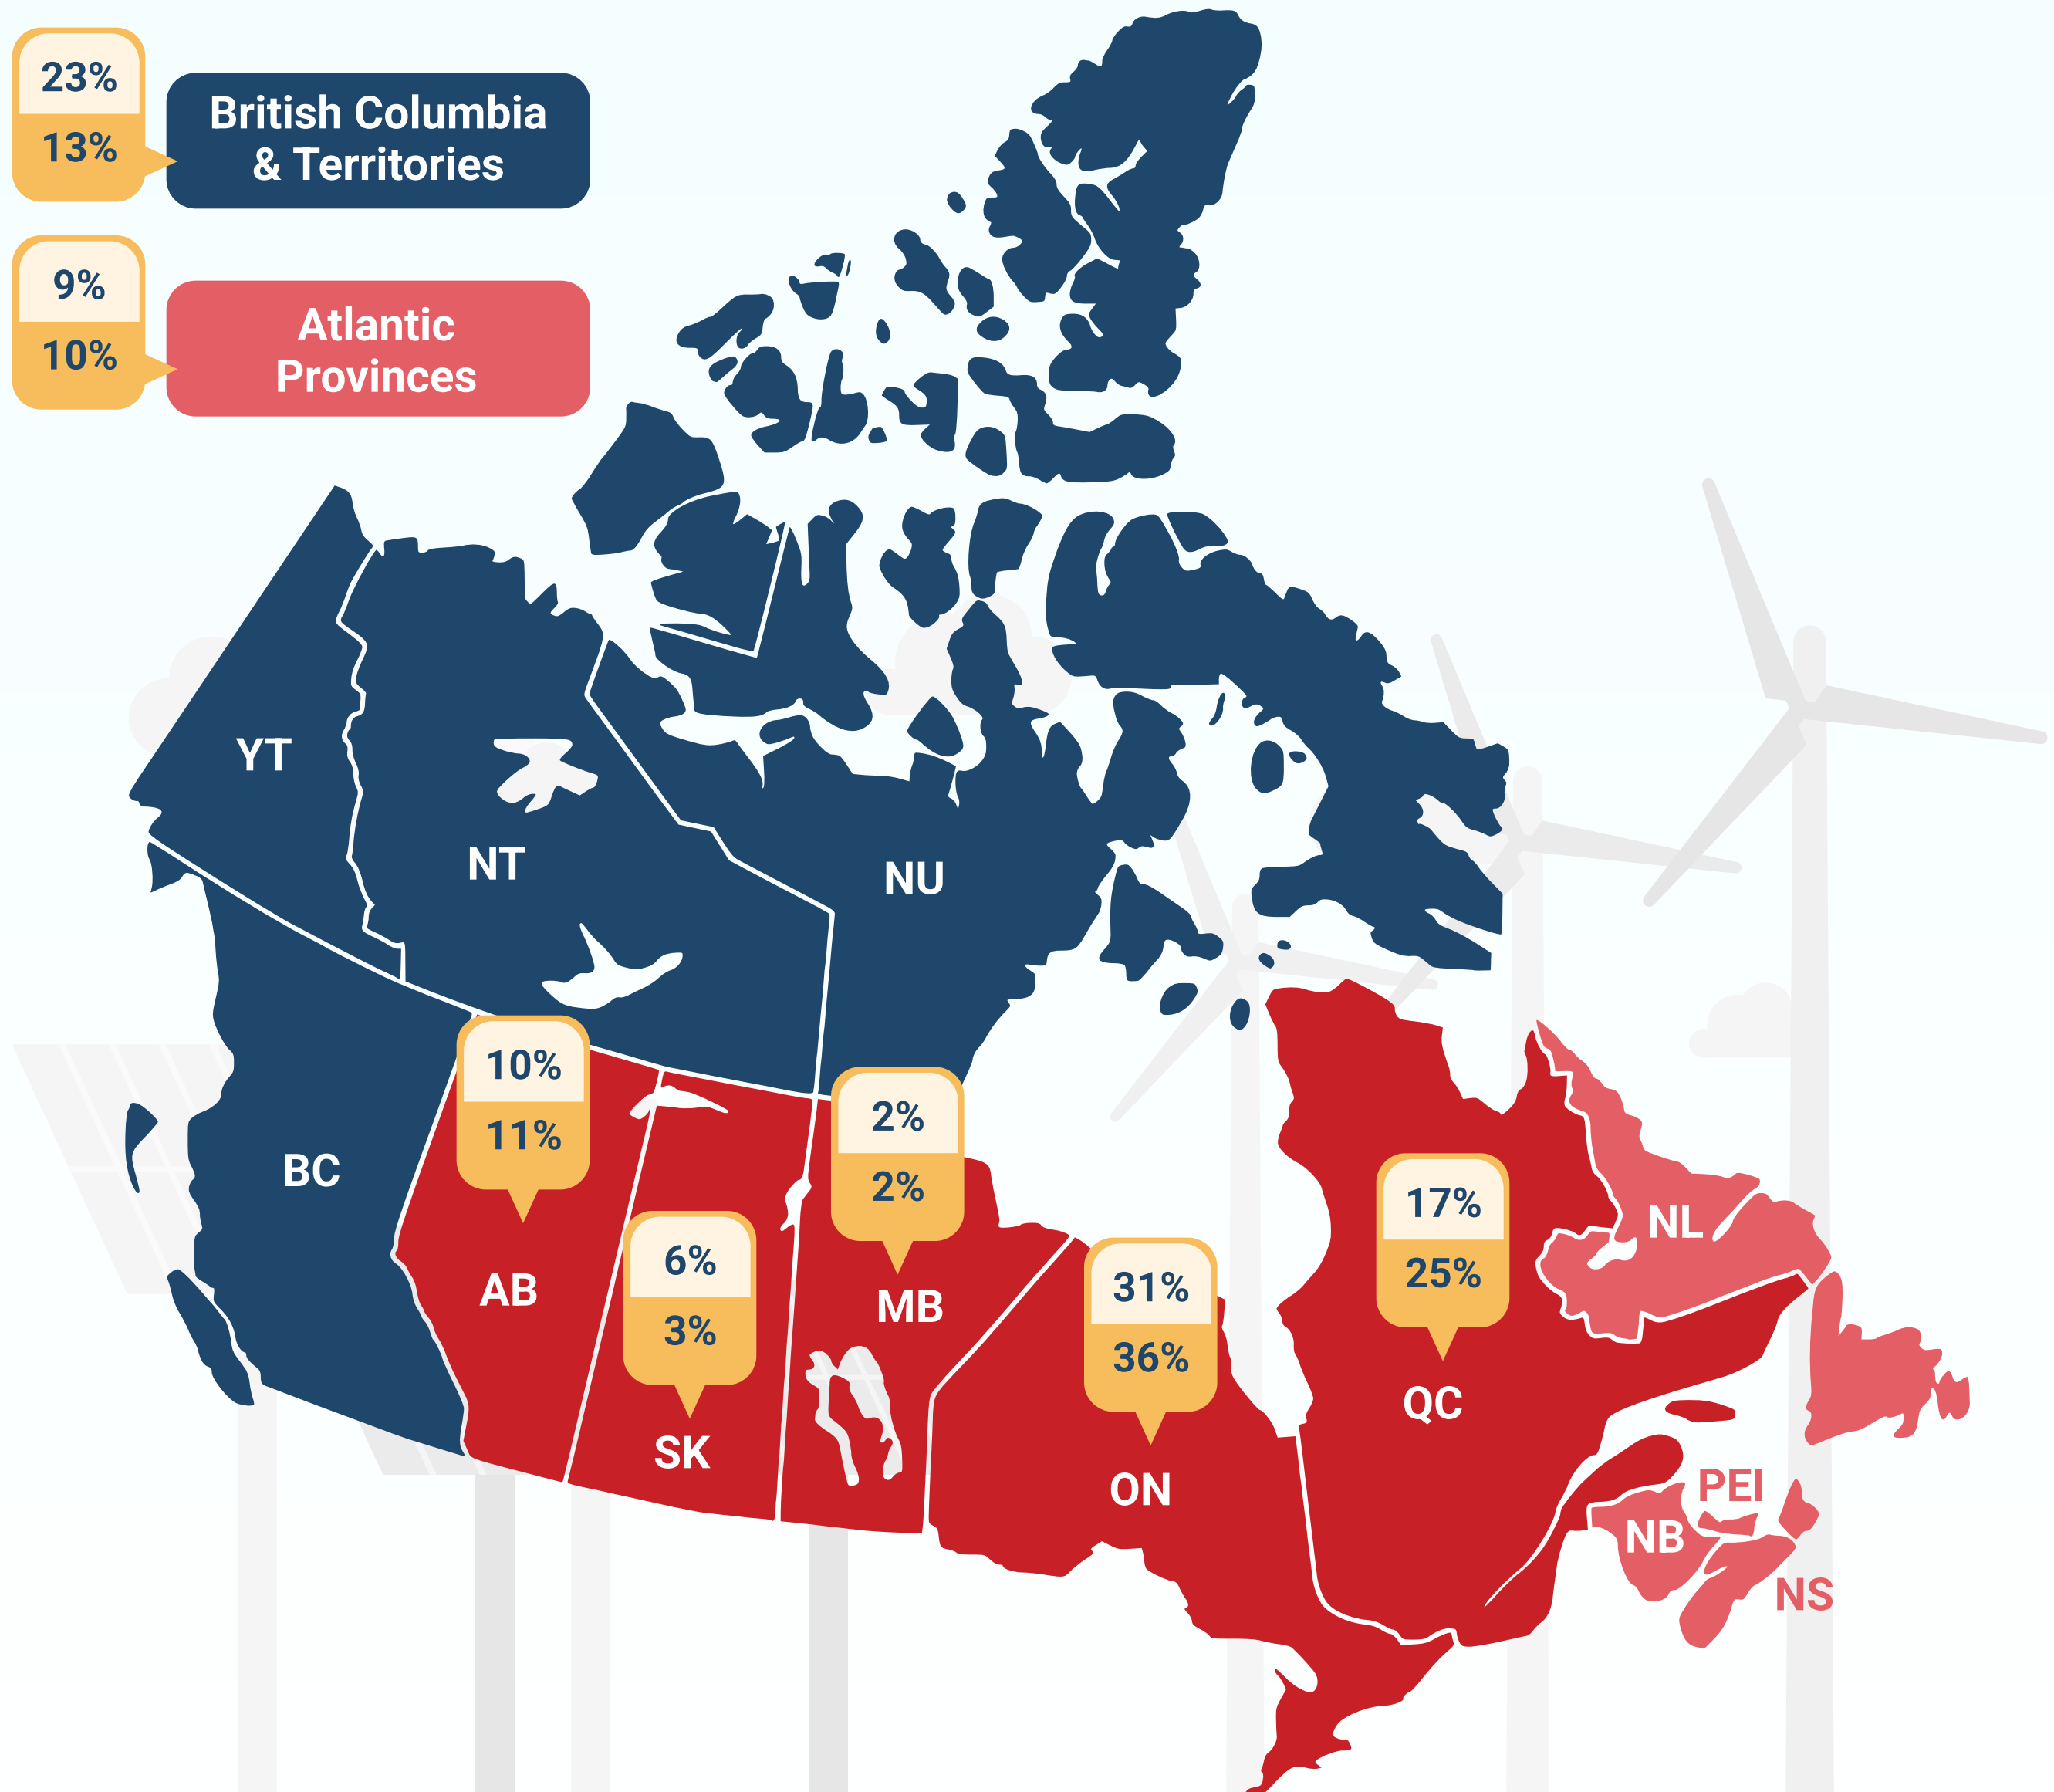 23%
13%
British Columbia
& Territories
9%
10%
Atlantic
Provinces
YT
NT
NU
BC
10%
11%
AB
6%
3%
SK
2%
2%
MB
31%
36%
ON
17%
25%
QC
NL
PEI
NB
NS